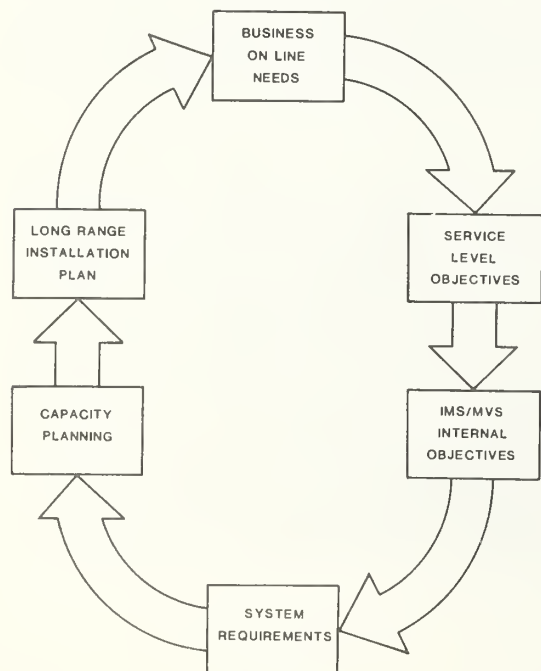 BUSINESS
ON LINE
NEEDS
SERVICE
LEVEL
OBJECTIVES
IMS/MVS
INTERNAL
OBJECTIVES
SYSTEM
REQUIREMENTS
CAPACITY
PLANNING
LONG RANGE
INSTALLATION
PLAN